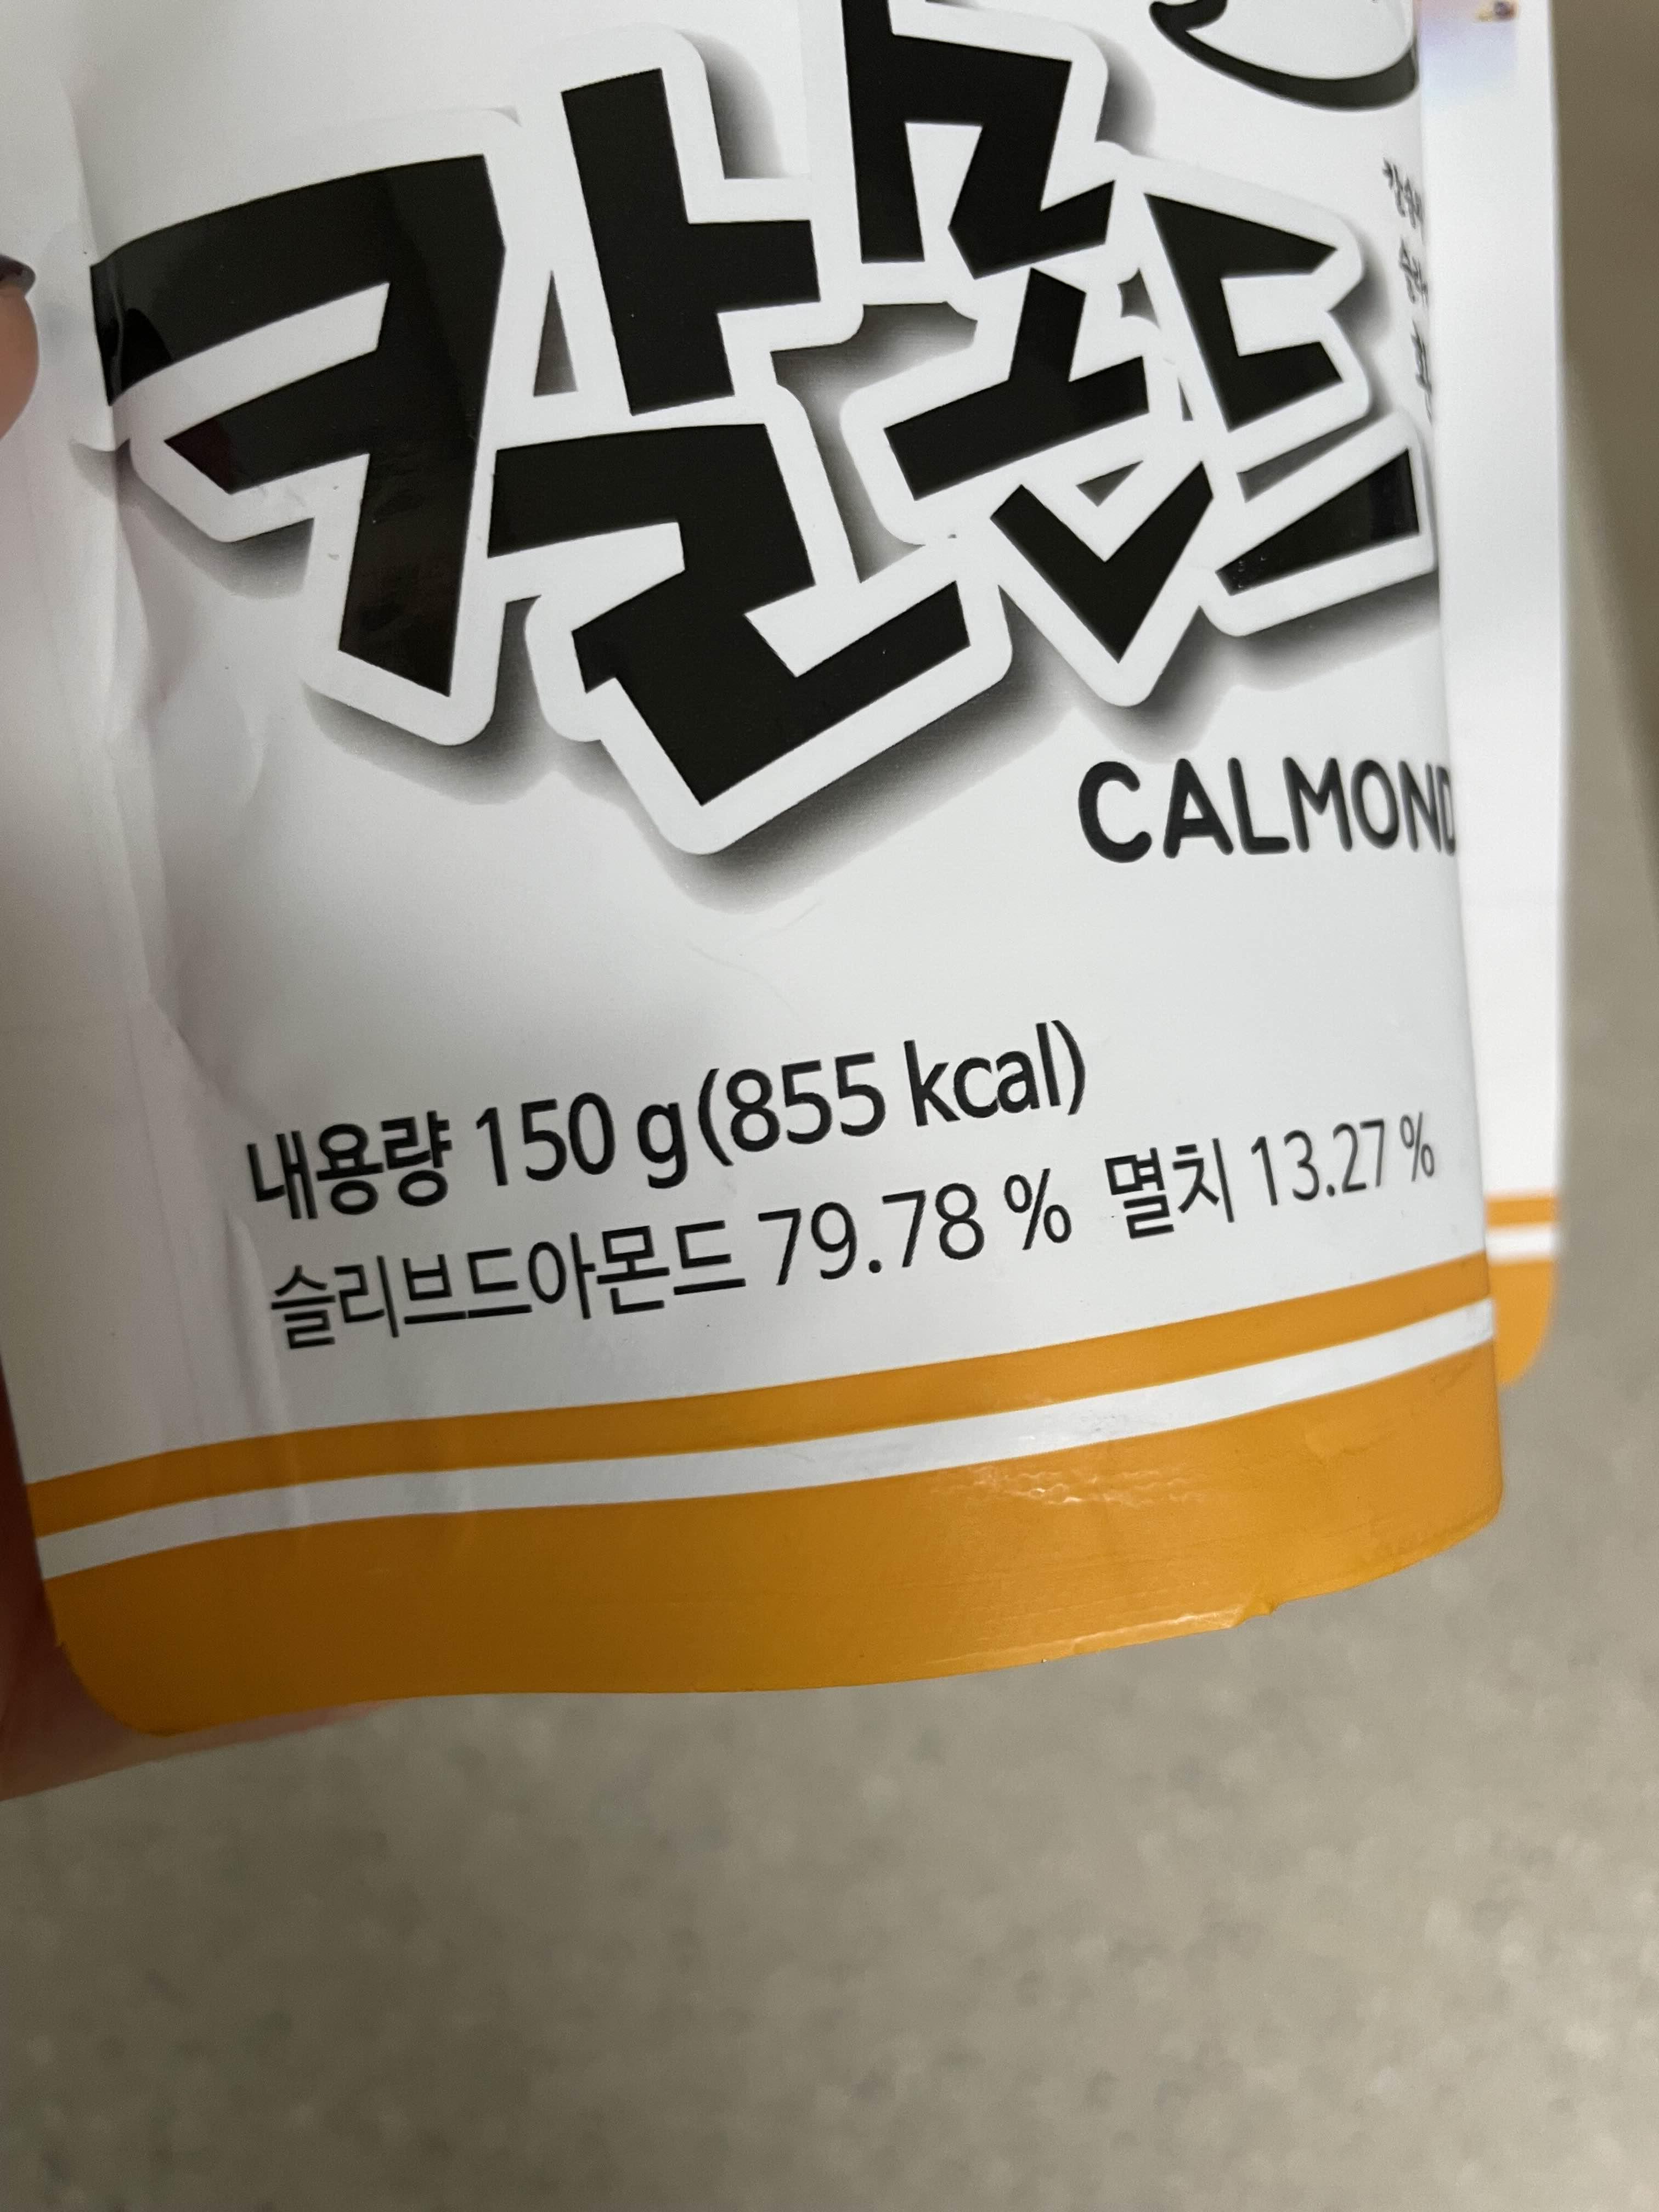 칼슘몬드
CALMOND
내용량 150 g(855 kcal)
슬리브드아몬드 79.78 % 멸치 13.27 %